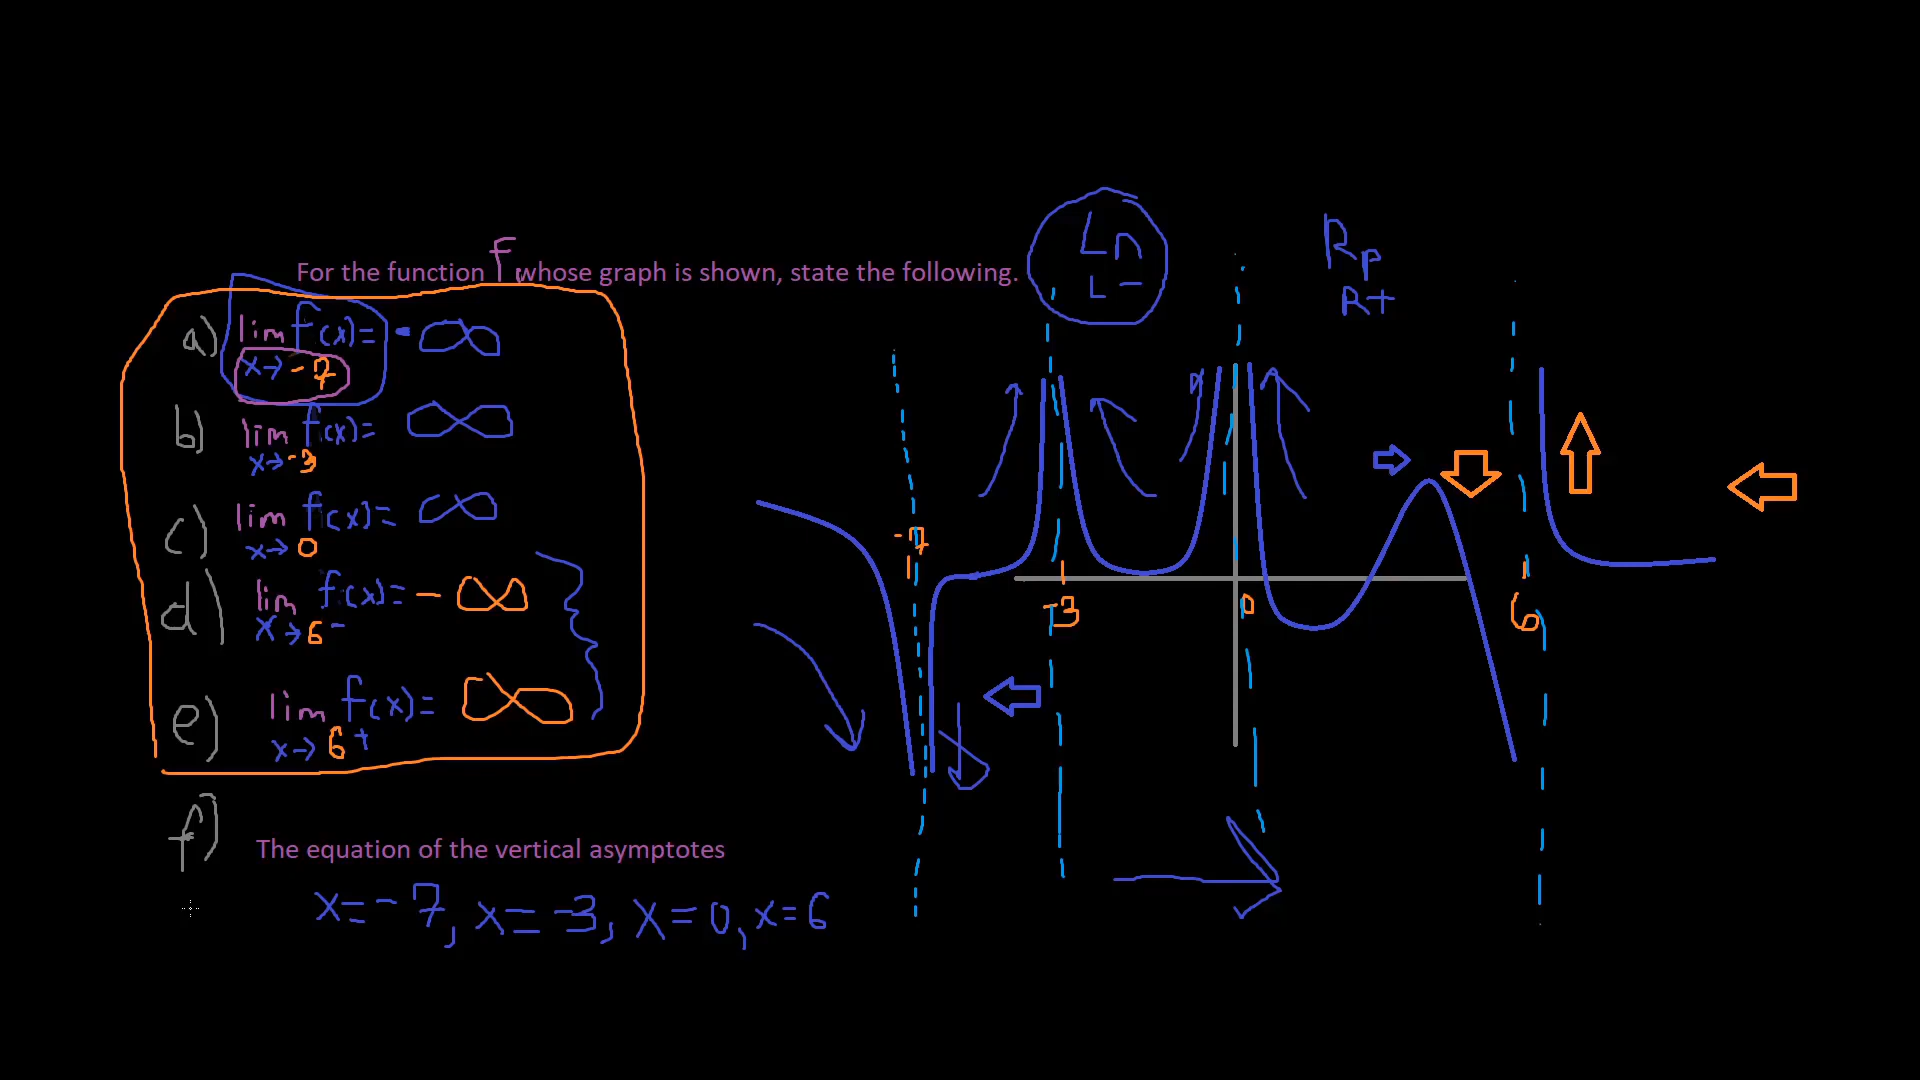 For the function f, whose graph is shown, state the following.
a) lim f(x) = -∞
x→-7
b) lim f(x) = ∞
x→-3
c) lim f(x) = ∞
x→0
d) lim f(x) = -∞
x→6-
e) lim f(x) = ∞
x→6+
f) The equation of the vertical asymptotes
x=-7, x=-3, x=0, x=6
Ln
L-
Rp
R+
-7
-3
0
6